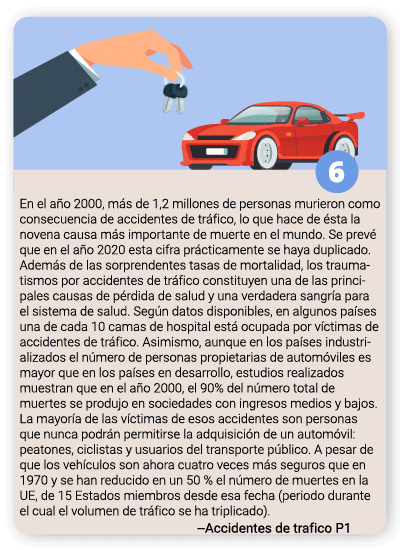 6
En el año 2000, más de 1,2 millones de personas murieron como
consecuencia de accidentes de tráfico, lo que hace de ésta la
novena causa más importante de muerte en el mundo. Se prevé
que en el año 2020 esta cifra prácticamente se haya duplicado.
Además de las sorprendentes tasas de mortalidad, los trauma-
tismos por accidentes de tráfico constituyen una de las princi-
pales causas de pérdida de salud y una verdadera sangría para
el sistema de salud. Según datos disponibles, en algunos países
una de cada 10 camas de hospital está ocupada por víctimas de
accidentes de tráfico. Asimismo, aunque en los países industri-
alizados el número de personas propietarias de automóviles es
mayor que en los países en desarrollo, estudios realizados
muestran que en el año 2000, el 90% del número total de
muertes se produjo en sociedades con ingresos medios y bajos.
La mayoría de las víctimas de esos accidentes son personas
que nunca podrán permitirse la adquisición de un automóvil:
peatones, ciclistas y usuarios del transporte público. A pesar de
que los vehículos son ahora cuatro veces más seguros que en
1970 y se han reducido en un 50 % el número de muertes en la
UE, de 15 Estados miembros desde esa fecha (periodo durante
el cual el volumen de tráfico se ha triplicado).
--Accidentes de trafico P1